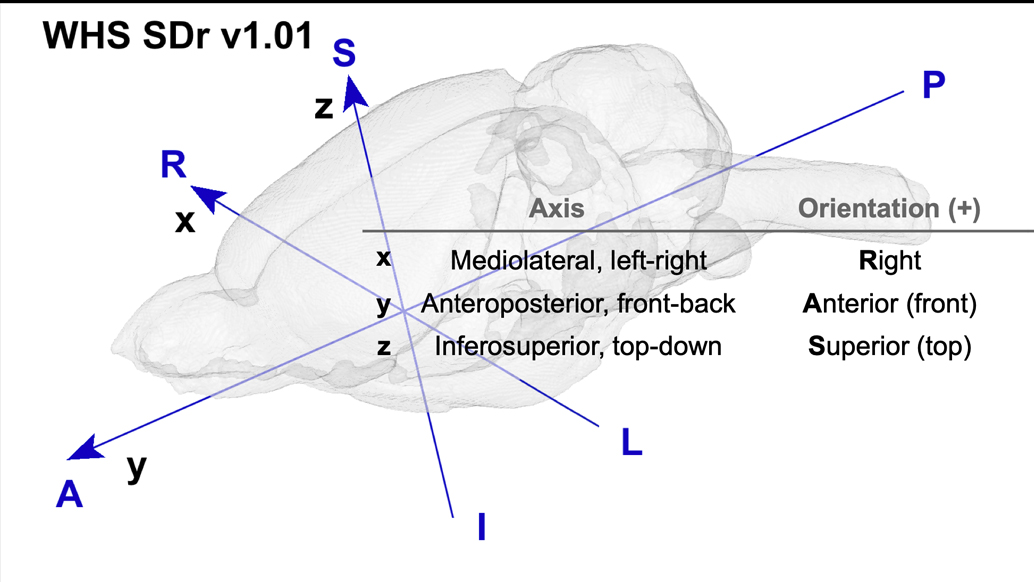 WHS SDr v1.01
S
z
P
R
x
Axis Orientation (+)
x Mediolateral, left-right Right
y Anteroposterior, front-back Anterior (front)
z Inferosuperior, top-down Superior (top)
L
y
A
I